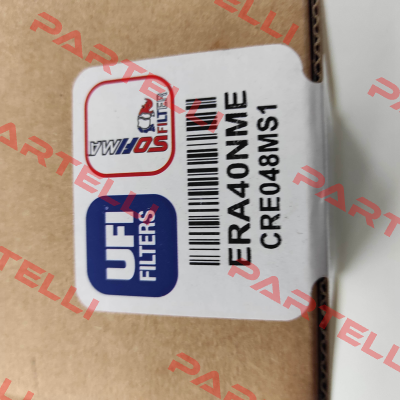 SOFIMA
FILTER
UFI
FILTERS
ERA40NME
CRE048MS1
PARTELLI
PARTELLI
PARTELLI
PARTELLI
PARTELLI